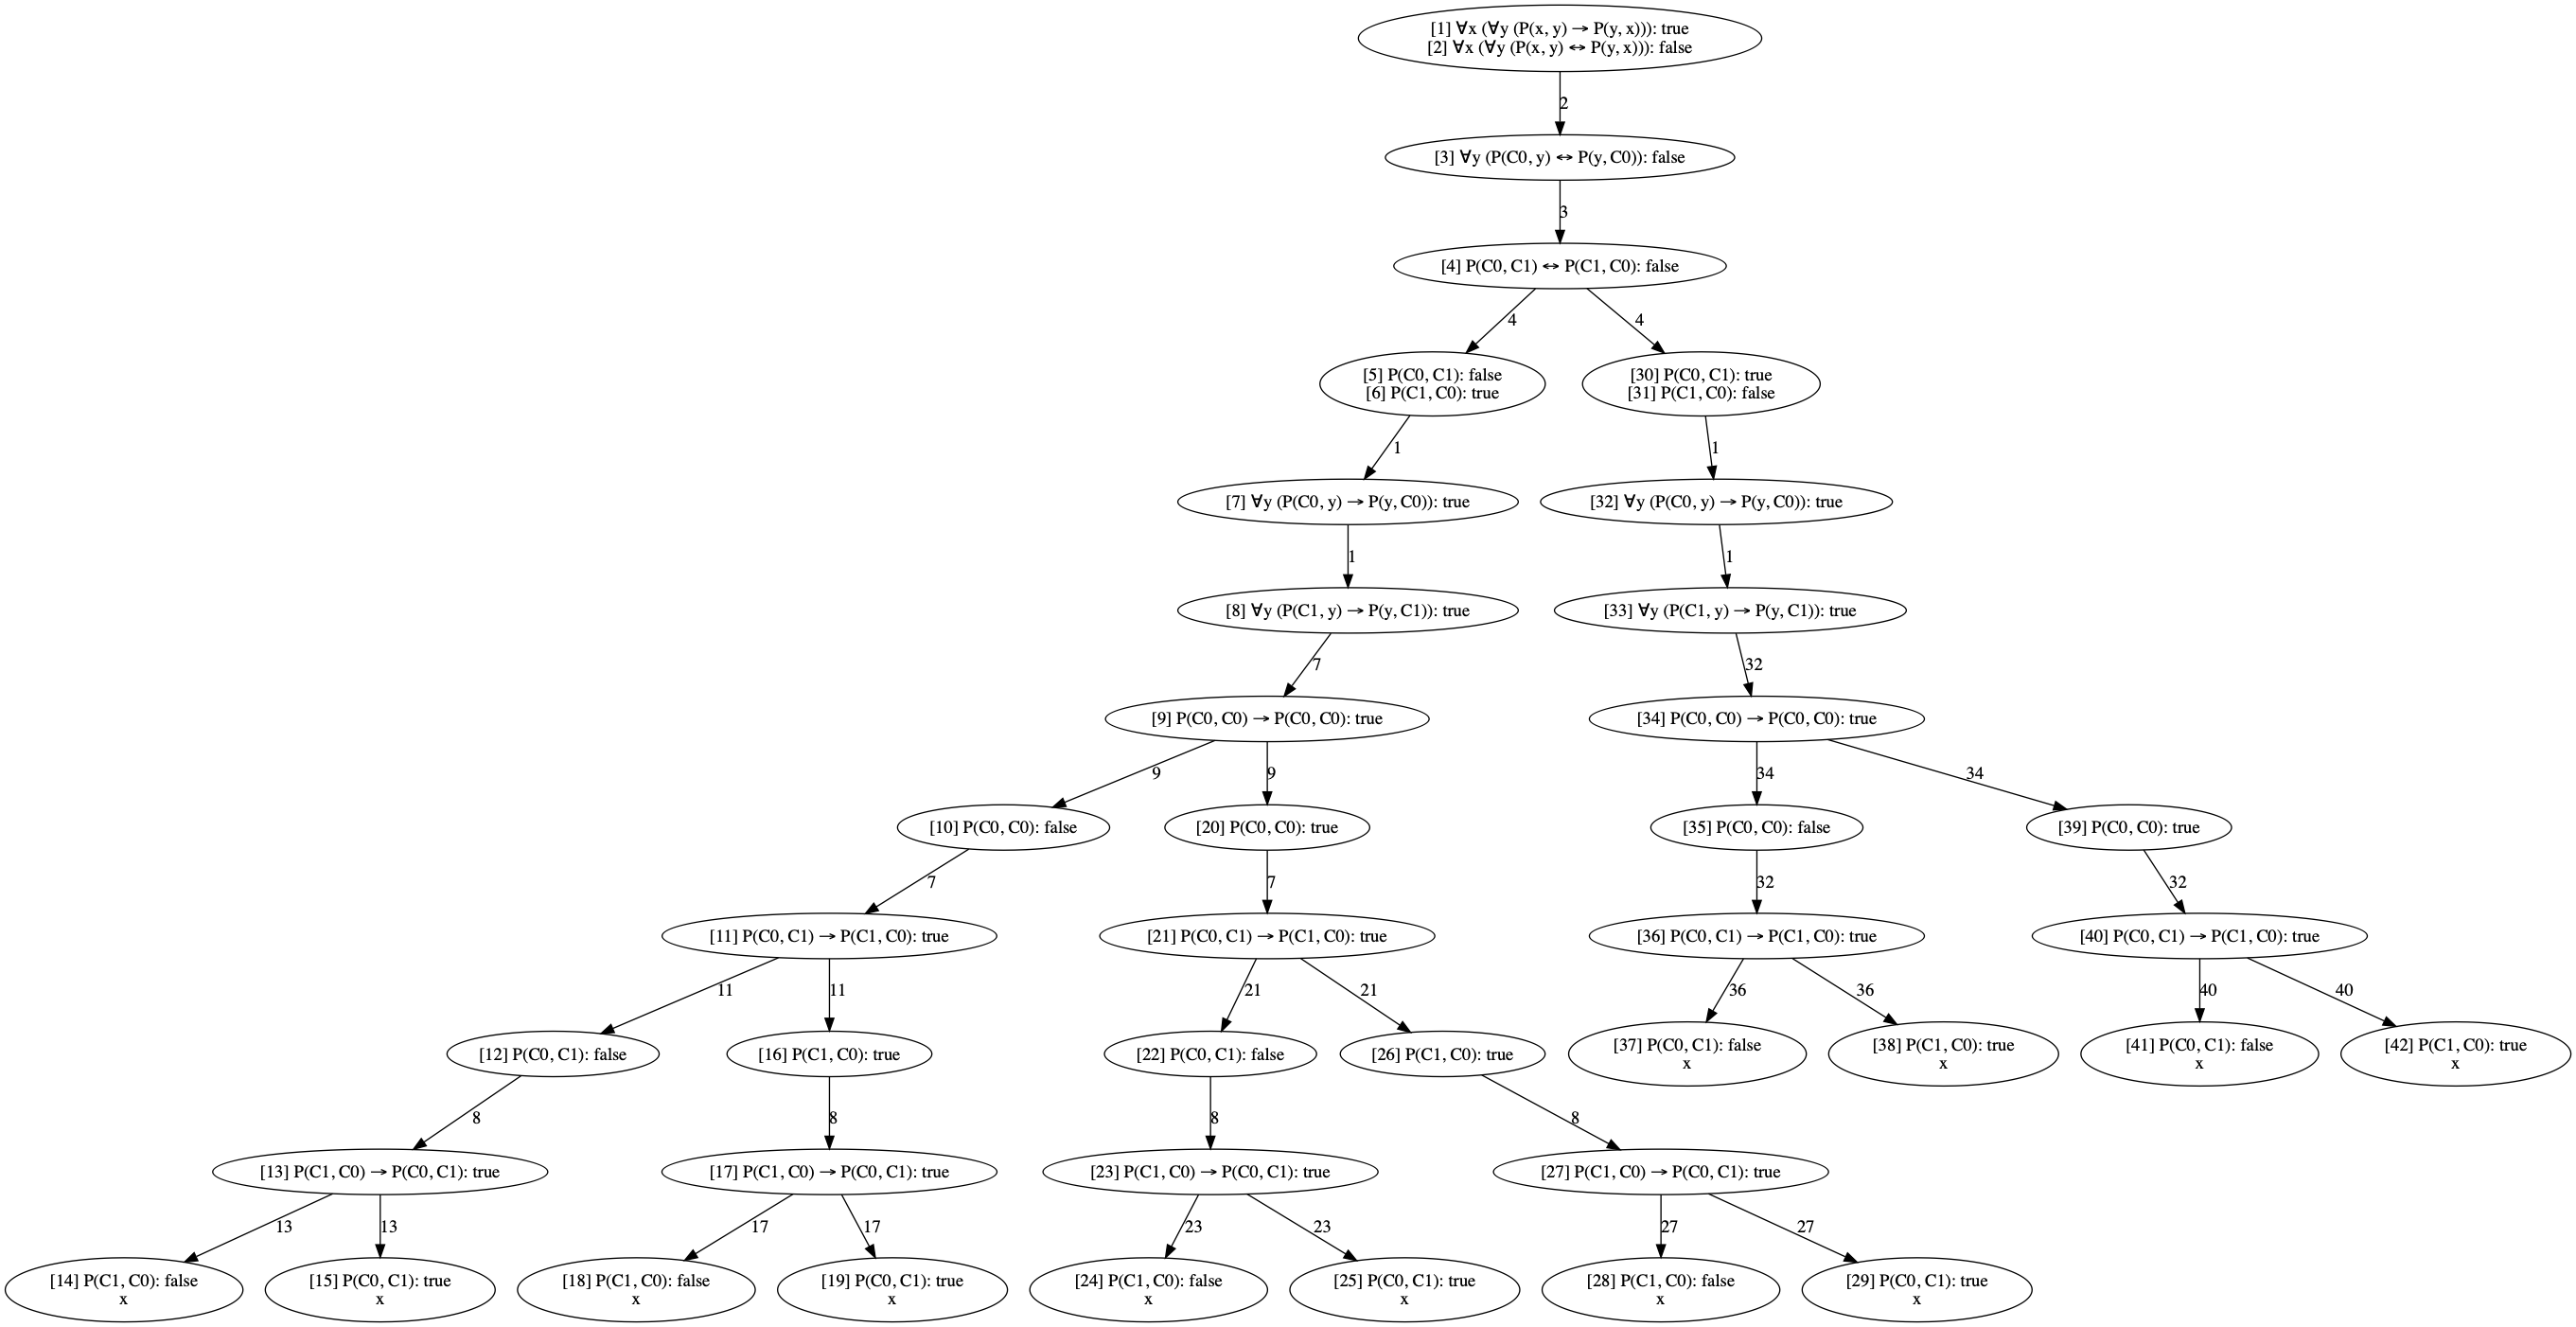 [1] ∀x (∀y (P(x, y) → P(y, x))): true
[2] ∀x (∀y (P(x, y) ↔ P(y, x))): false
2
[3] ∀y (P(C0, y) ↔ P(y, C0)): false
3
[4] P(C0, C1) ↔ P(C1, C0): false
4
4
[5] P(C0, C1): false
[6] P(C1, C0): true
[30] P(C0, C1): true
[31] P(C1, C0): false
1
1
[7] ∀y (P(C0, y) → P(y, C0)): true
[32] ∀y (P(C0, y) → P(y, C0)): true
1
1
[8] ∀y (P(C1, y) → P(y, C1)): true
[33] ∀y (P(C1, y) → P(y, C1)): true
7
32
[9] P(C0, C0) → P(C0, C0): true
[34] P(C0, C0) → P(C0, C0): true
9
9
34
34
[10] P(C0, C0): false
[20] P(C0, C0): true
[35] P(C0, C0): false
[39] P(C0, C0): true
7
7
32
32
[11] P(C0, C1) → P(C1, C0): true
[21] P(C0, C1) → P(C1, C0): true
[36] P(C0, C1) → P(C1, C0): true
[40] P(C0, C1) → P(C1, C0): true
11
11
21
21
36
36
40
40
[12] P(C0, C1): false
[16] P(C1, C0): true
[22] P(C0, C1): false
[26] P(C1, C0): true
[37] P(C0, C1): false
x
[38] P(C1, C0): true
x
[41] P(C0, C1): false
x
[42] P(C1, C0): true
x
8
8
8
8
[13] P(C1, C0) → P(C0, C1): true
[17] P(C1, C0) → P(C0, C1): true
[23] P(C1, C0) → P(C0, C1): true
[27] P(C1, C0) → P(C0, C1): true
13
13
17
17
23
23
27
27
[14] P(C1, C0): false
x
[15] P(C0, C1): true
x
[18] P(C1, C0): false
x
[19] P(C0, C1): true
x
[24] P(C1, C0): false
x
[25] P(C0, C1): true
x
[28] P(C1, C0): false
x
[29] P(C0, C1): true
x